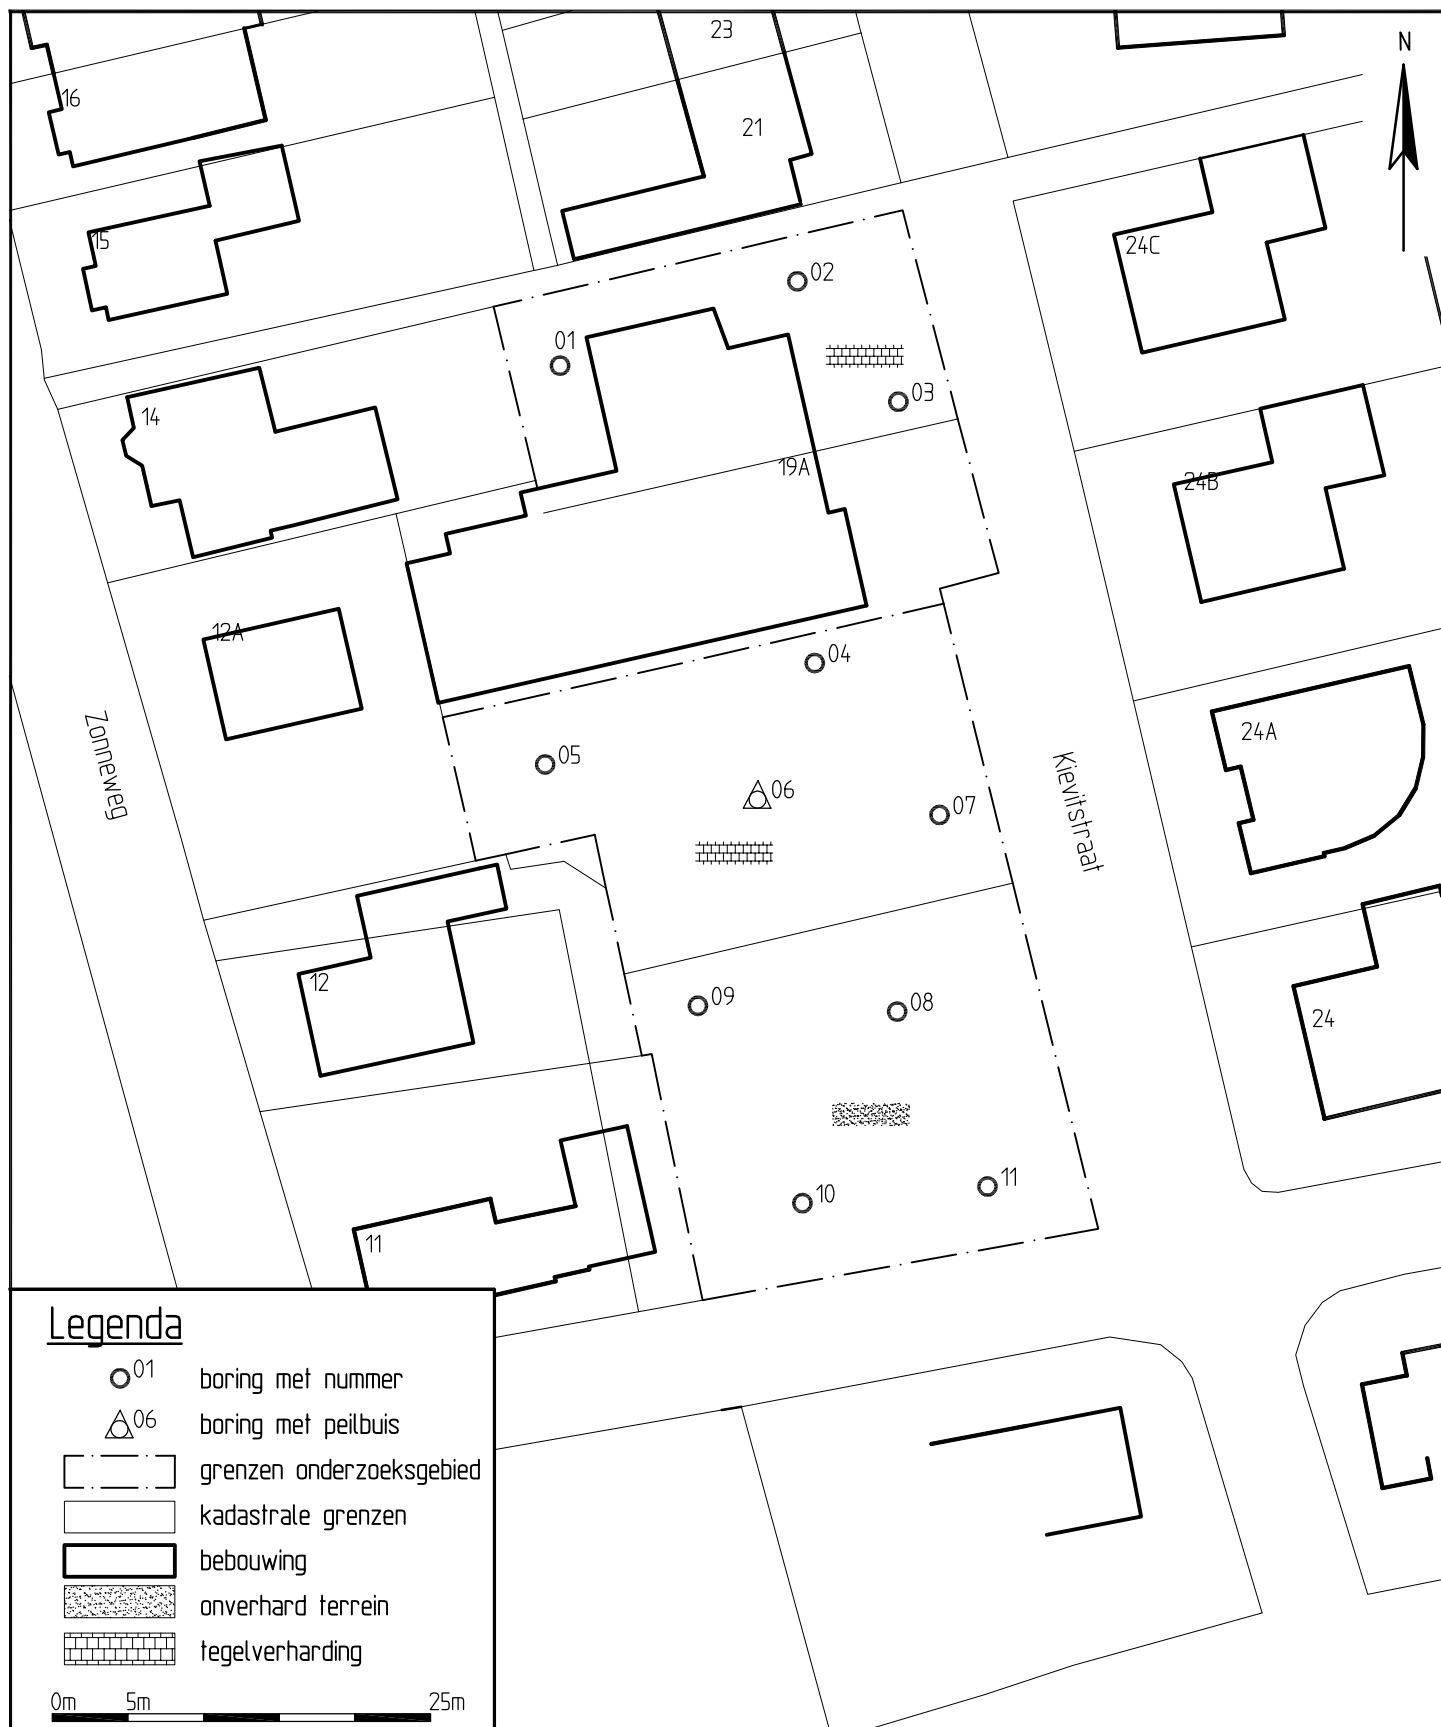 23
N
16
21
15
24C
02
01
03
14
19A
24B
12A
04
Zonneweg
24A
05
06
07
Kievitstraat
12
09
08
24
10
11
11
Legenda
01 boring met nummer
06 boring met peilbuis
grenzen onderzoeksgebied
kadastrale grenzen
bebouwing
onverhard terrein
tegelverharding
0m 5m 25m